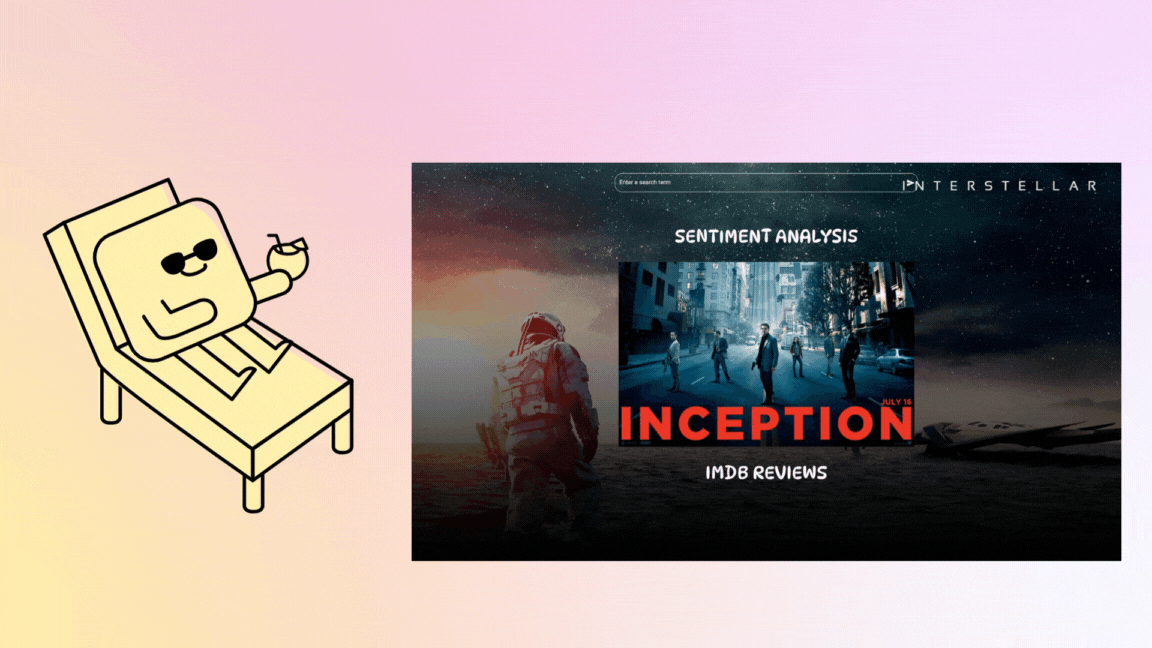 Enter a search term
INTERSTELLAR
SENTIMENT ANALYSIS
JULY 16
INCEPTION
IMDB REVIEWS